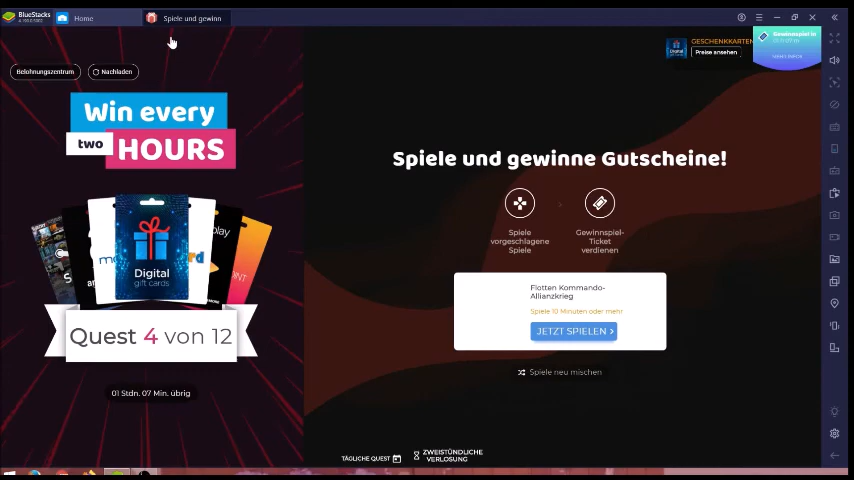 BlueStacks
Home
Spiele und gewinn
Belohnungszentrum
Nachladen
Win every
two
HOURS
Digital
gift cards
Quest 4 von 12
01 Stdn. 07 Min. übrig
GESCHENKKARTEN
Preise ansehen
Gewinnspiel in
Spiele und gewinne Gutscheine!
Spiele
vorgeschlagene
Spiele
Gewinnspiel-
Ticket
verdienen
Flotten Kommando-
Allianzkrieg
Spiele 10 Minuten oder mehr
JETZT SPIELEN
Spiele neu mischen
TÄGLICHE QUEST
ZWEISTÜNDLICHE
VERLOSUNG